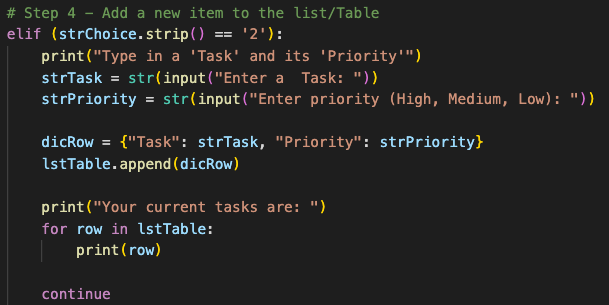 # Step 4 - Add a new item to the list/Table
elif (strChoice.strip() == '2'):
    print("Type in a 'Task' and its 'Priority'")
    strTask = str(input("Enter a  Task: "))
    strPriority = str(input("Enter priority (High, Medium, Low): "))

    dicRow = {"Task": strTask, "Priority": strPriority}
    lstTable.append(dicRow)

    print("Your current tasks are: ")
    for row in lstTable:
        print(row)

    continue